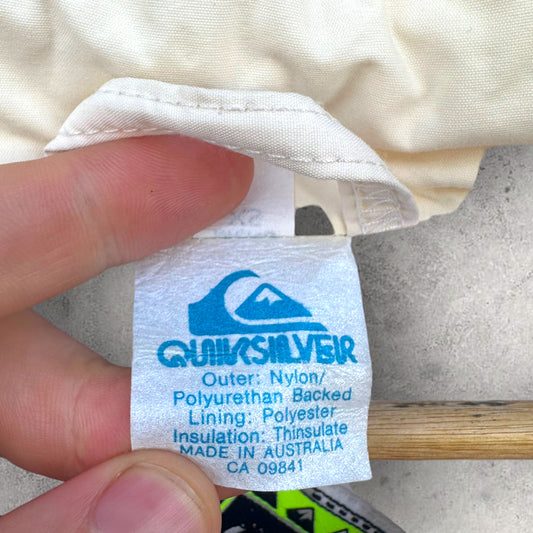 QUIKSILVER
Outer: Nylon/
Polyurethan Backed
Lining: Polyester
Insulation: Thinsulate
MADE IN AUSTRALIA
CA 09841